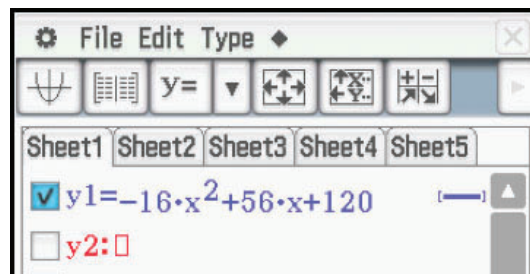 File Edit Type ◆
y=
Sheet1 Sheet2 Sheet3 Sheet4 Sheet5
y1=-16·x²+56·x+120
y2:▯